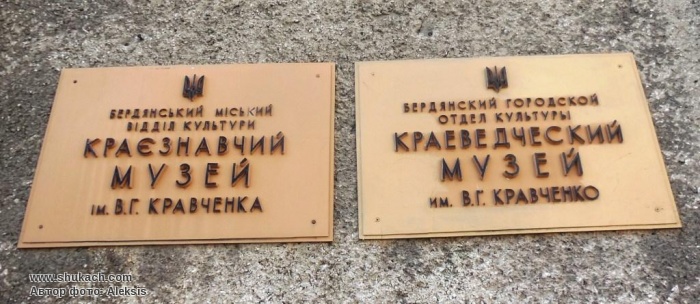 БЕРДЯНСЬКИЙ МІСЬКИЙ
ВІДДІЛ КУЛЬТУРИ
КРАЄЗНАВЧИЙ
МУЗЕЙ
ІМ. В.Г. КРАВЧЕНКА
БЕРДЯНСКИЙ ГОРОДСКОЙ
ОТДЕЛ КУЛЬТУРЫ
КРАЕВЕДЧЕСКИЙ
МУЗЕЙ
ИМ. В.Г. КРАВЧЕНКО
www.shukach.com
Автор фото: Aleksis